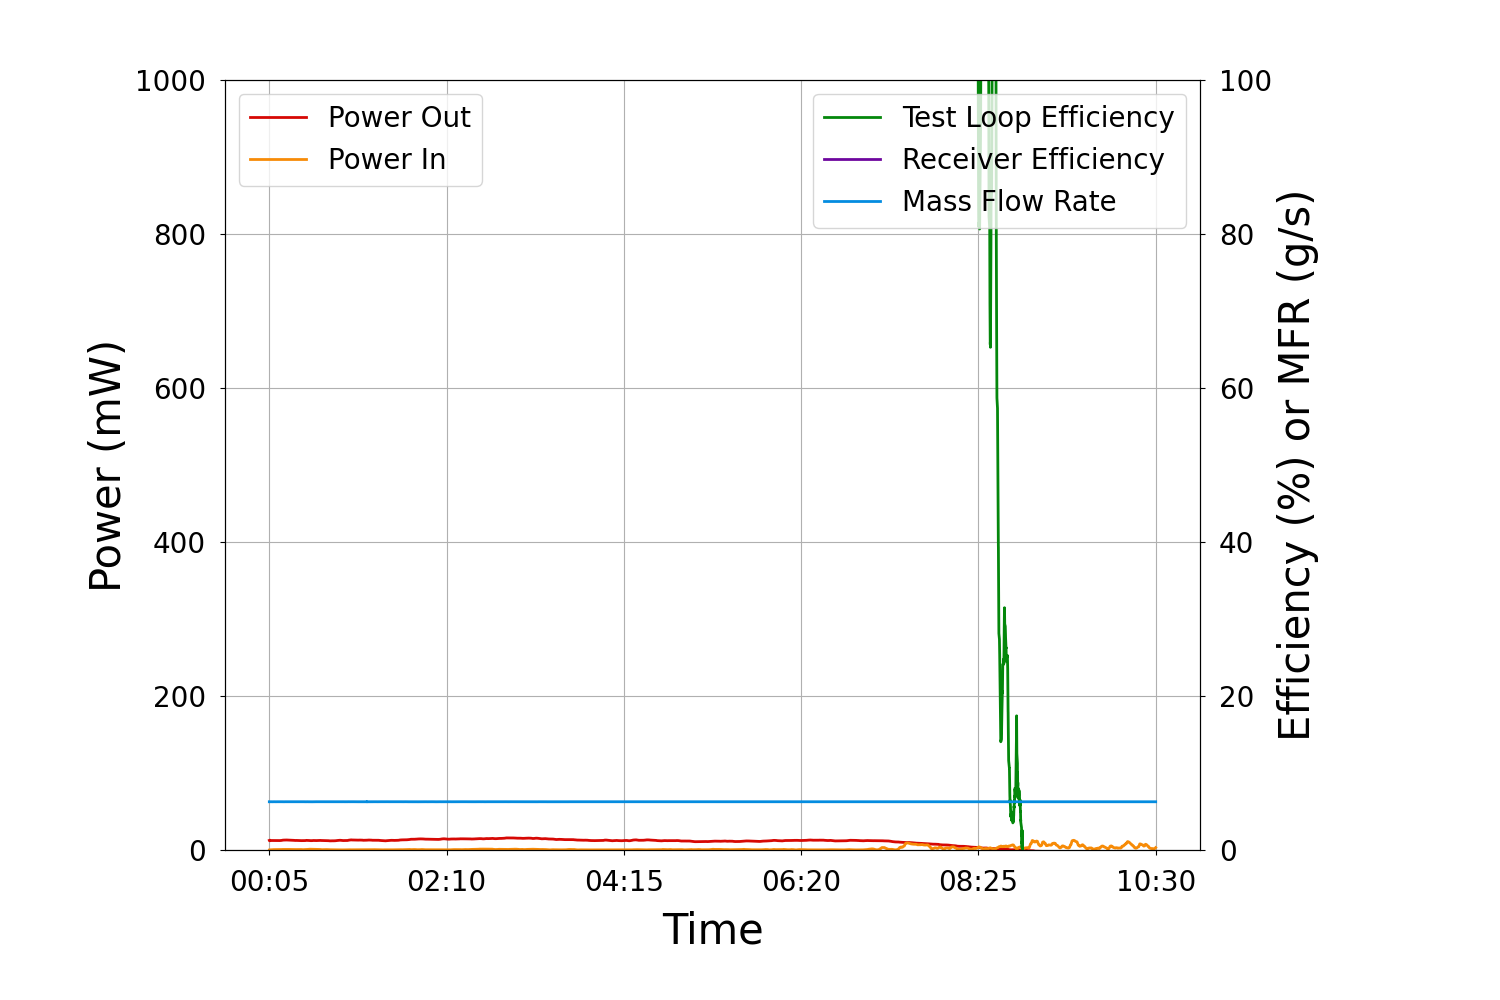 1000
800
600
400
200
0
Power (mW)
Power Out
Power In
Test Loop Efficiency
Receiver Efficiency
Mass Flow Rate
100
80
60
40
20
0
Efficiency (%) or MFR (g/s)
00:05 02:10 04:15 06:20 08:25 10:30
Time